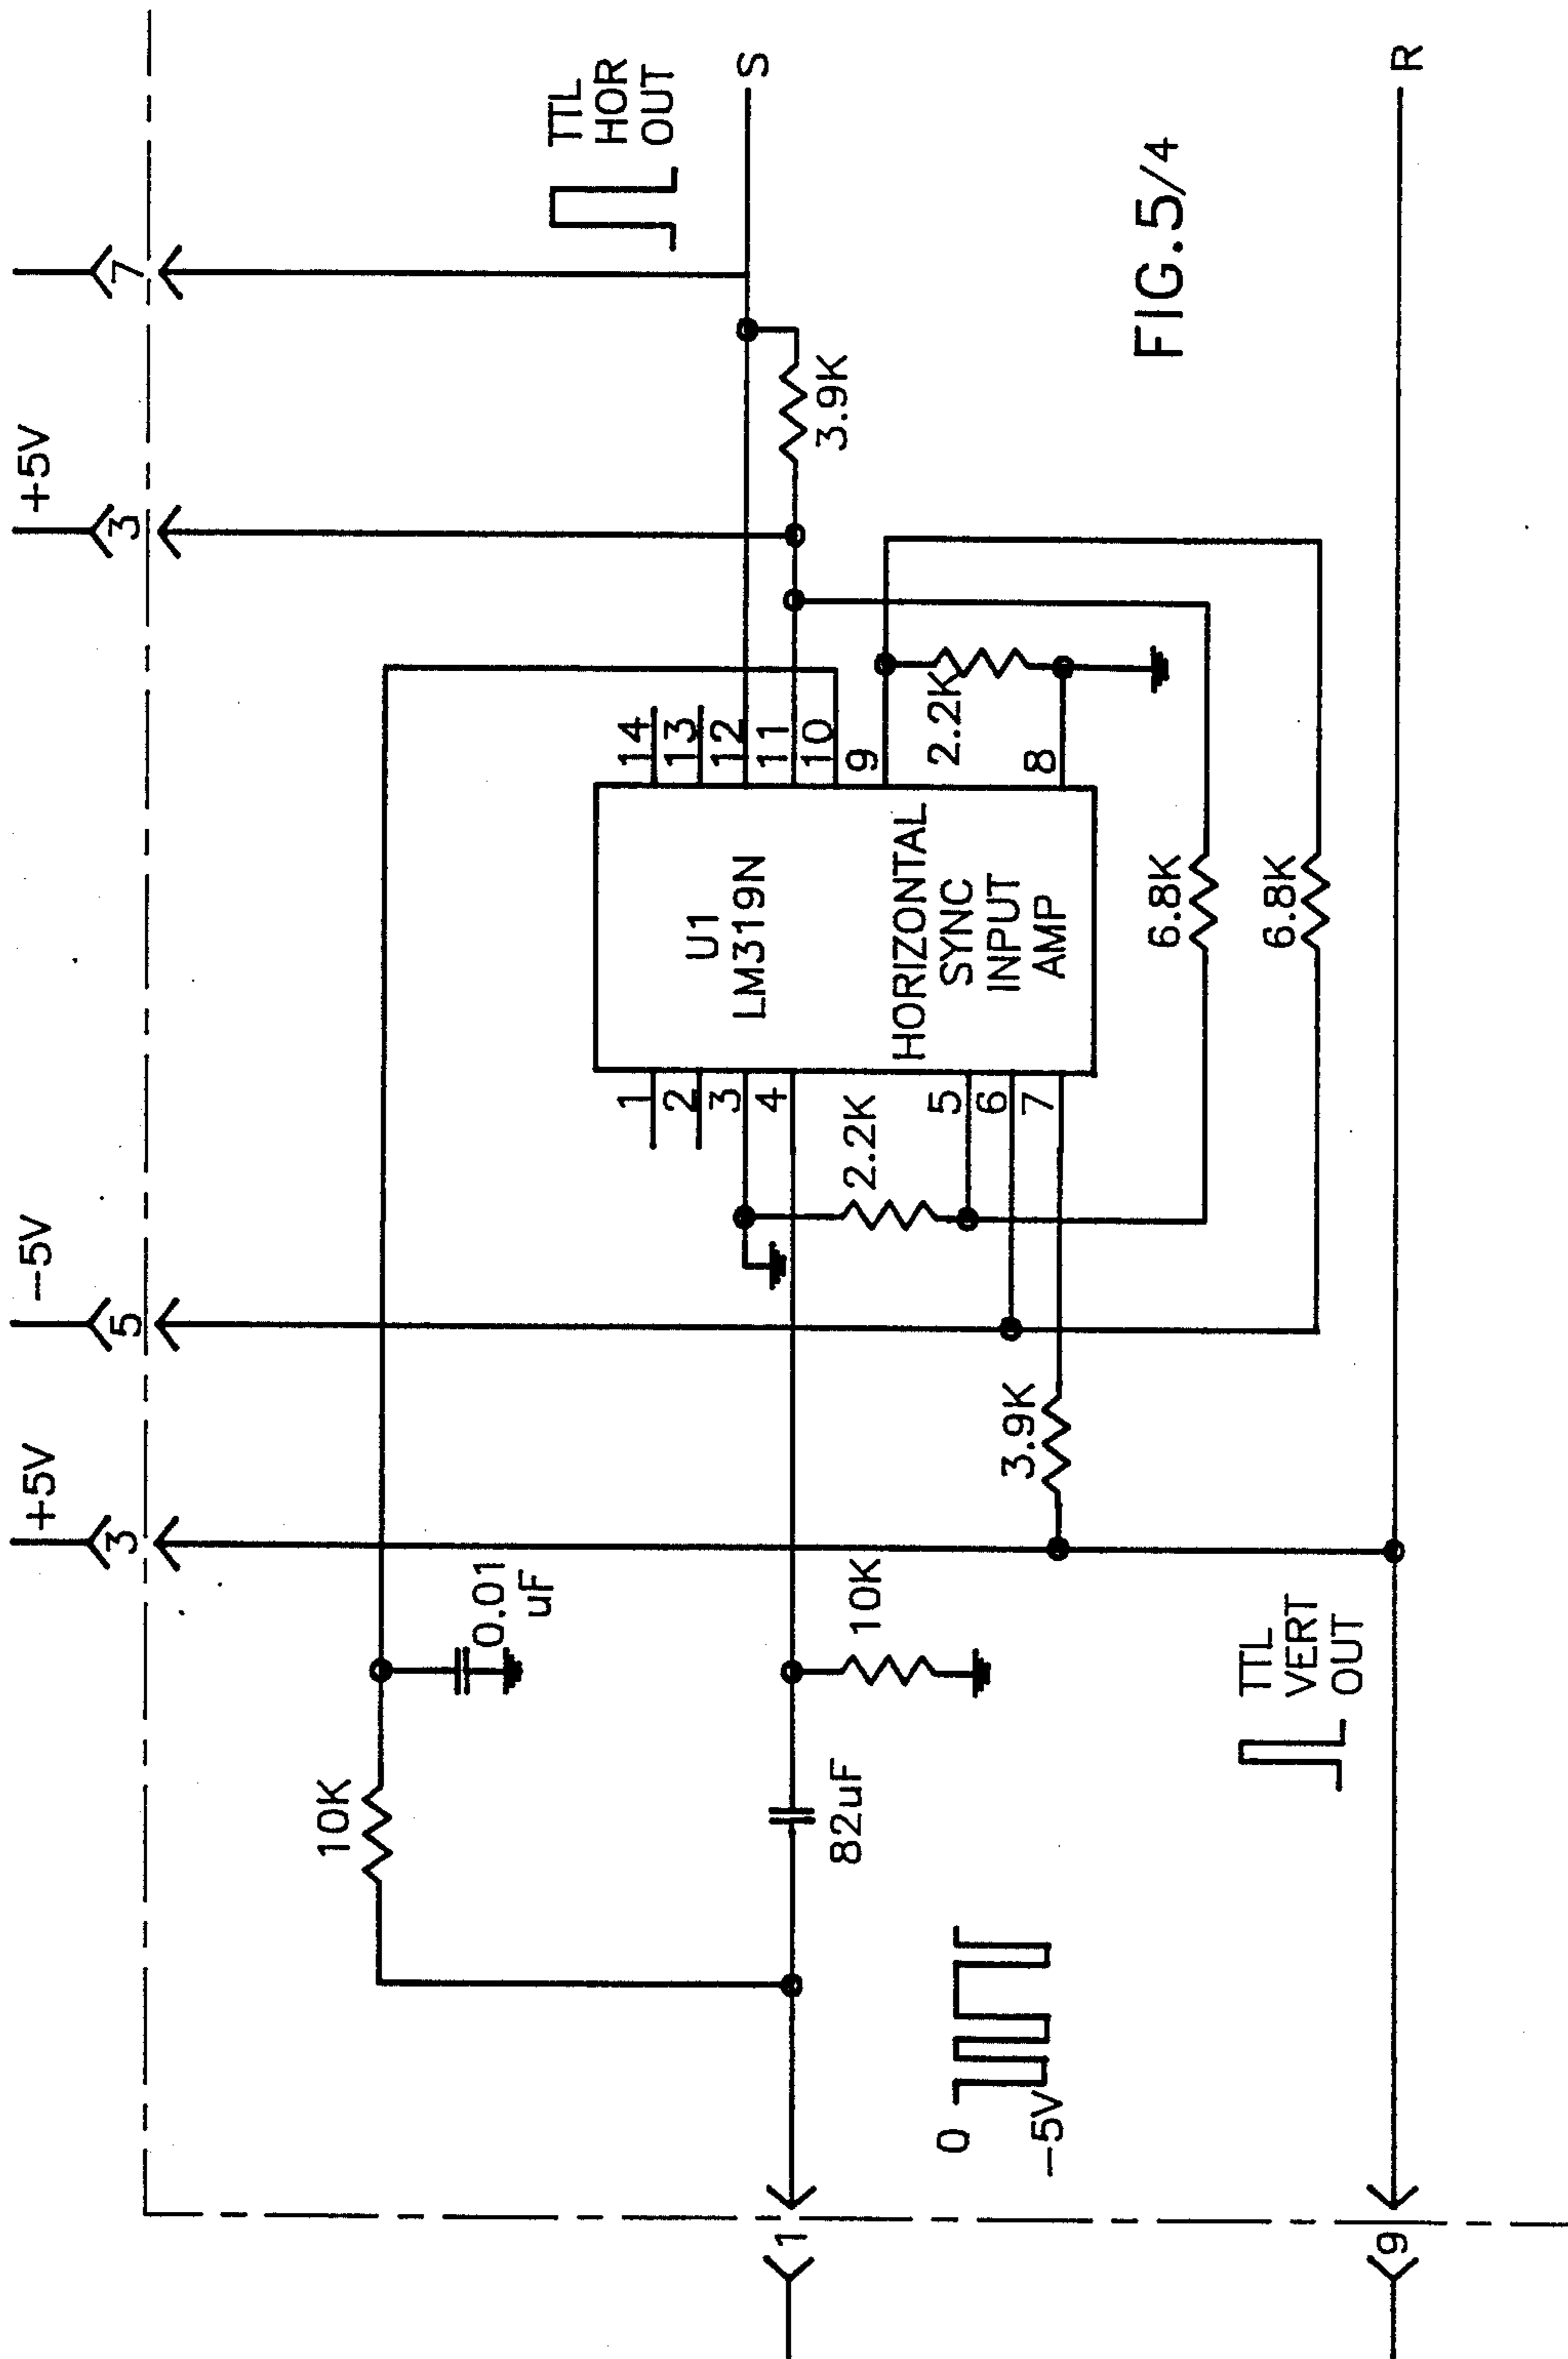 +5V
-5V
+5V
3
5
3
7
10K
0.01
uF
TTL
HOR
OUT
S
1
2
3
4
5
6
7
14
13
12
11
10
9
8
U1
LM319N
HORIZONTAL
SYNC
INPUT
AMP
1
82uF
10K
2.2K
2.2K
3.9K
3.9K
0
-5V
6.8K
6.8K
TTL
VERT
OUT
FIG.5/4
9
R